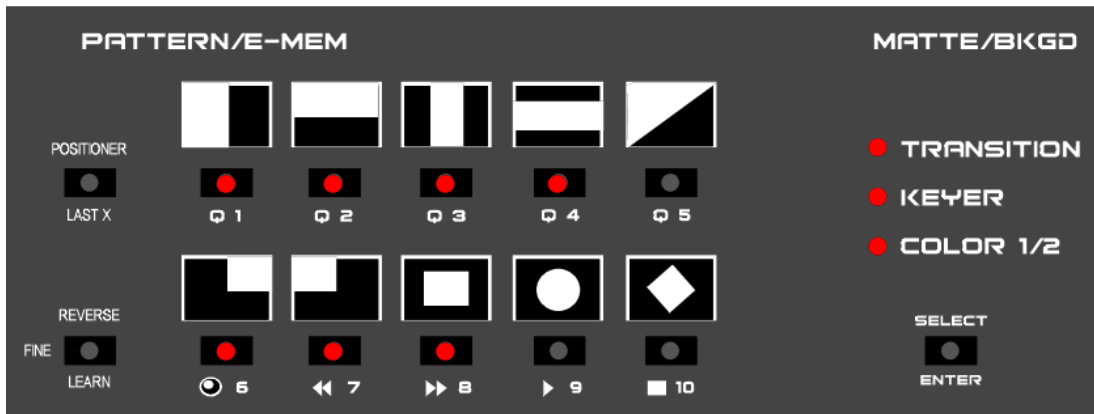 PATTERN/E-MEM
MATTE/BKGD
POSITIONER
LAST X
Q 1
Q 2
Q 3
Q 4
Q 5
TRANSITION
KEYER
COLOR 1/2
REVERSE
FINE
LEARN
6
7
8
9
10
SELECT
ENTER